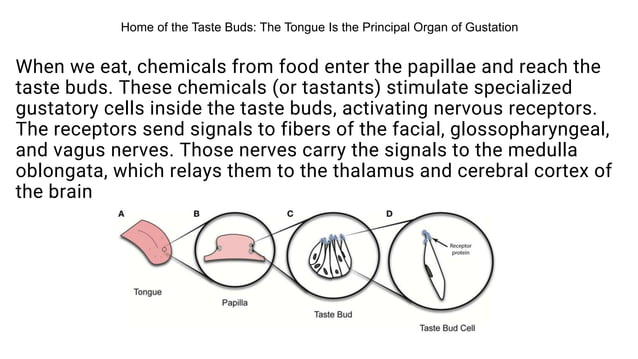 Home of the Taste Buds: The Tongue Is the Principal Organ of Gustation
When we eat, chemicals from food enter the papillae and reach the
taste buds. These chemicals (or tastants) stimulate specialized
gustatory cells inside the taste buds, activating nervous receptors.
The receptors send signals to fibers of the facial, glossopharyngeal,
and vagus nerves. Those nerves carry the signals to the medulla
oblongata, which relays them to the thalamus and cerebral cortex of
the brain
A
B
C
D
Receptor
protein
Tongue
Papilla
Taste Bud
Taste Bud Cell